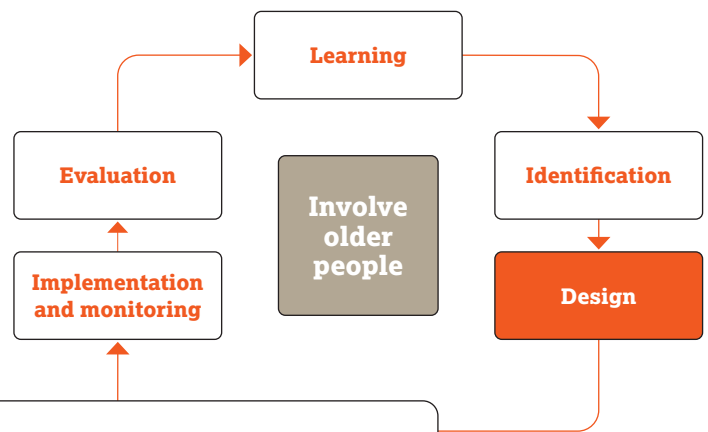 Learning
Evaluation
Identification
Involve
older
people
Implementation
and monitoring
Design